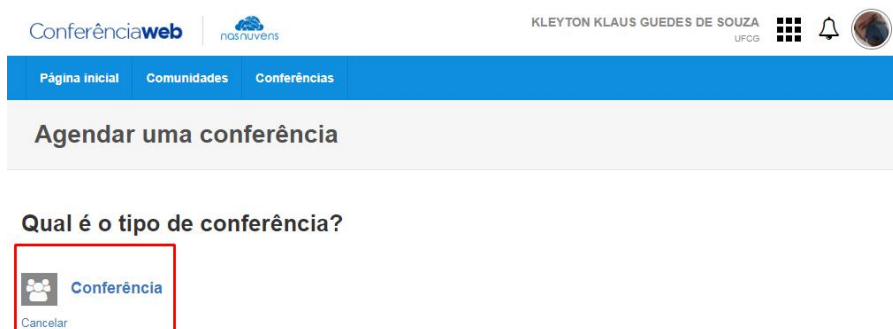 Conferênciaweb
nasnuvens
KLEYTON KLAUS GUEDES DE SOUZA
UFCG
Página inicial Comunidades Conferências
Agendar uma conferência
Qual é o tipo de conferência?
Conferência
Cancelar